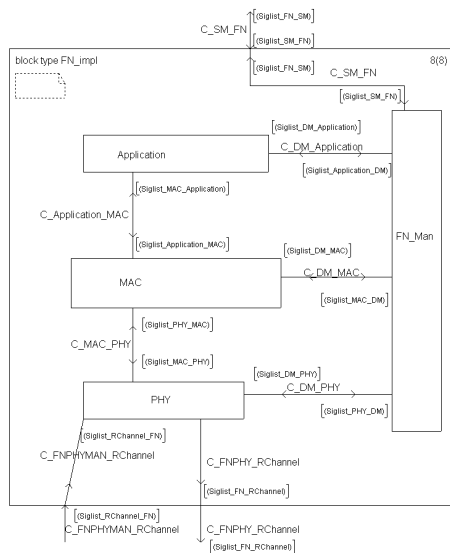 [(Siglist_FN_SM)]
C_SM_FN
[(Siglist_SM_FN)]
block type FN_impl
8(8)
[(Siglist_FN_SM)]
C_SM_FN
[(Siglist_SM_FN)]
[(Siglist_DM_Application)]
Application
C_DM_Application
[(Siglist_Application_DM)]
[(Siglist_MAC_Application)]
C_Application_MAC
FN_Man
[(Siglist_Application_MAC)]
[(Siglist_DM_MAC)]
MAC
C_DM_MAC
[(Siglist_MAC_DM)]
[(Siglist_PHY_MAC)]
C_MAC_PHY
[(Siglist_MAC_PHY)]
[(Siglist_DM_PHY)]
C_DM_PHY
PHY
[(Siglist_PHY_DM)]
[(Siglist_RChannel_FN)]
C_FNPHYMAN_RChannel
C_FNPHY_RChannel
[(Siglist_FN_RChannel)]
[(Siglist_RChannel_FN)]
C_FNPHYMAN_RChannel
C_FNPHY_RChannel
[(Siglist_FN_RChannel)]